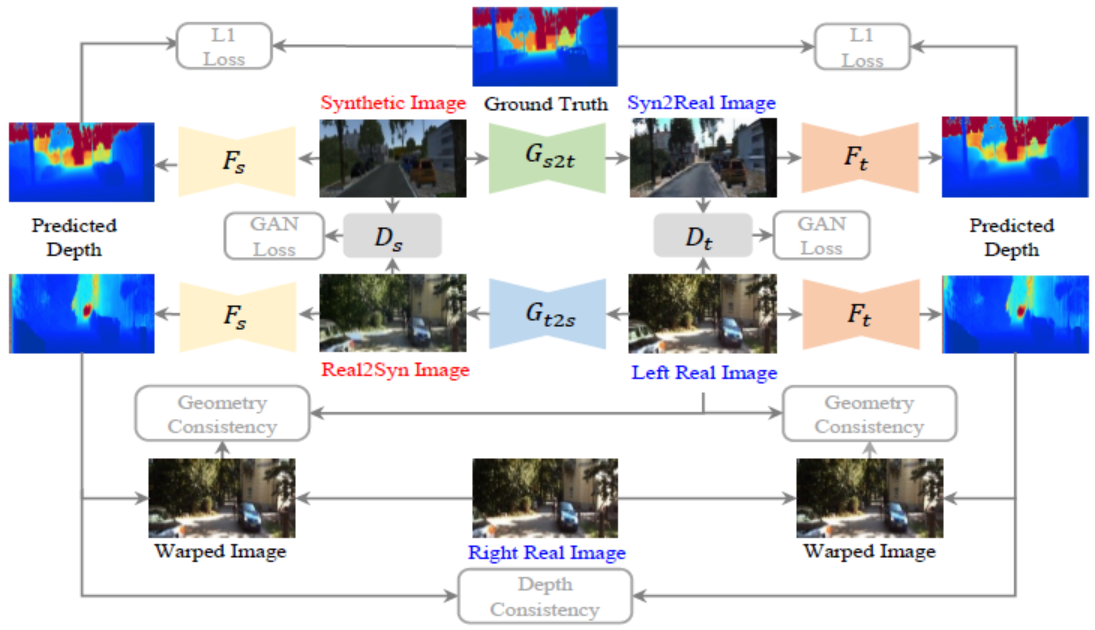 L1
Loss
L1
Loss
Synthetic Image
Ground Truth
Syn2Real Image
F_s
G_{s2t}
F_t
Predicted
Depth
GAN
Loss
D_s
D_t
GAN
Loss
Predicted
Depth
F_s
G_{t2s}
F_t
Real2Syn Image
Left Real Image
Geometry
Consistency
Geometry
Consistency
Warped Image
Right Real Image
Warped Image
Depth
Consistency